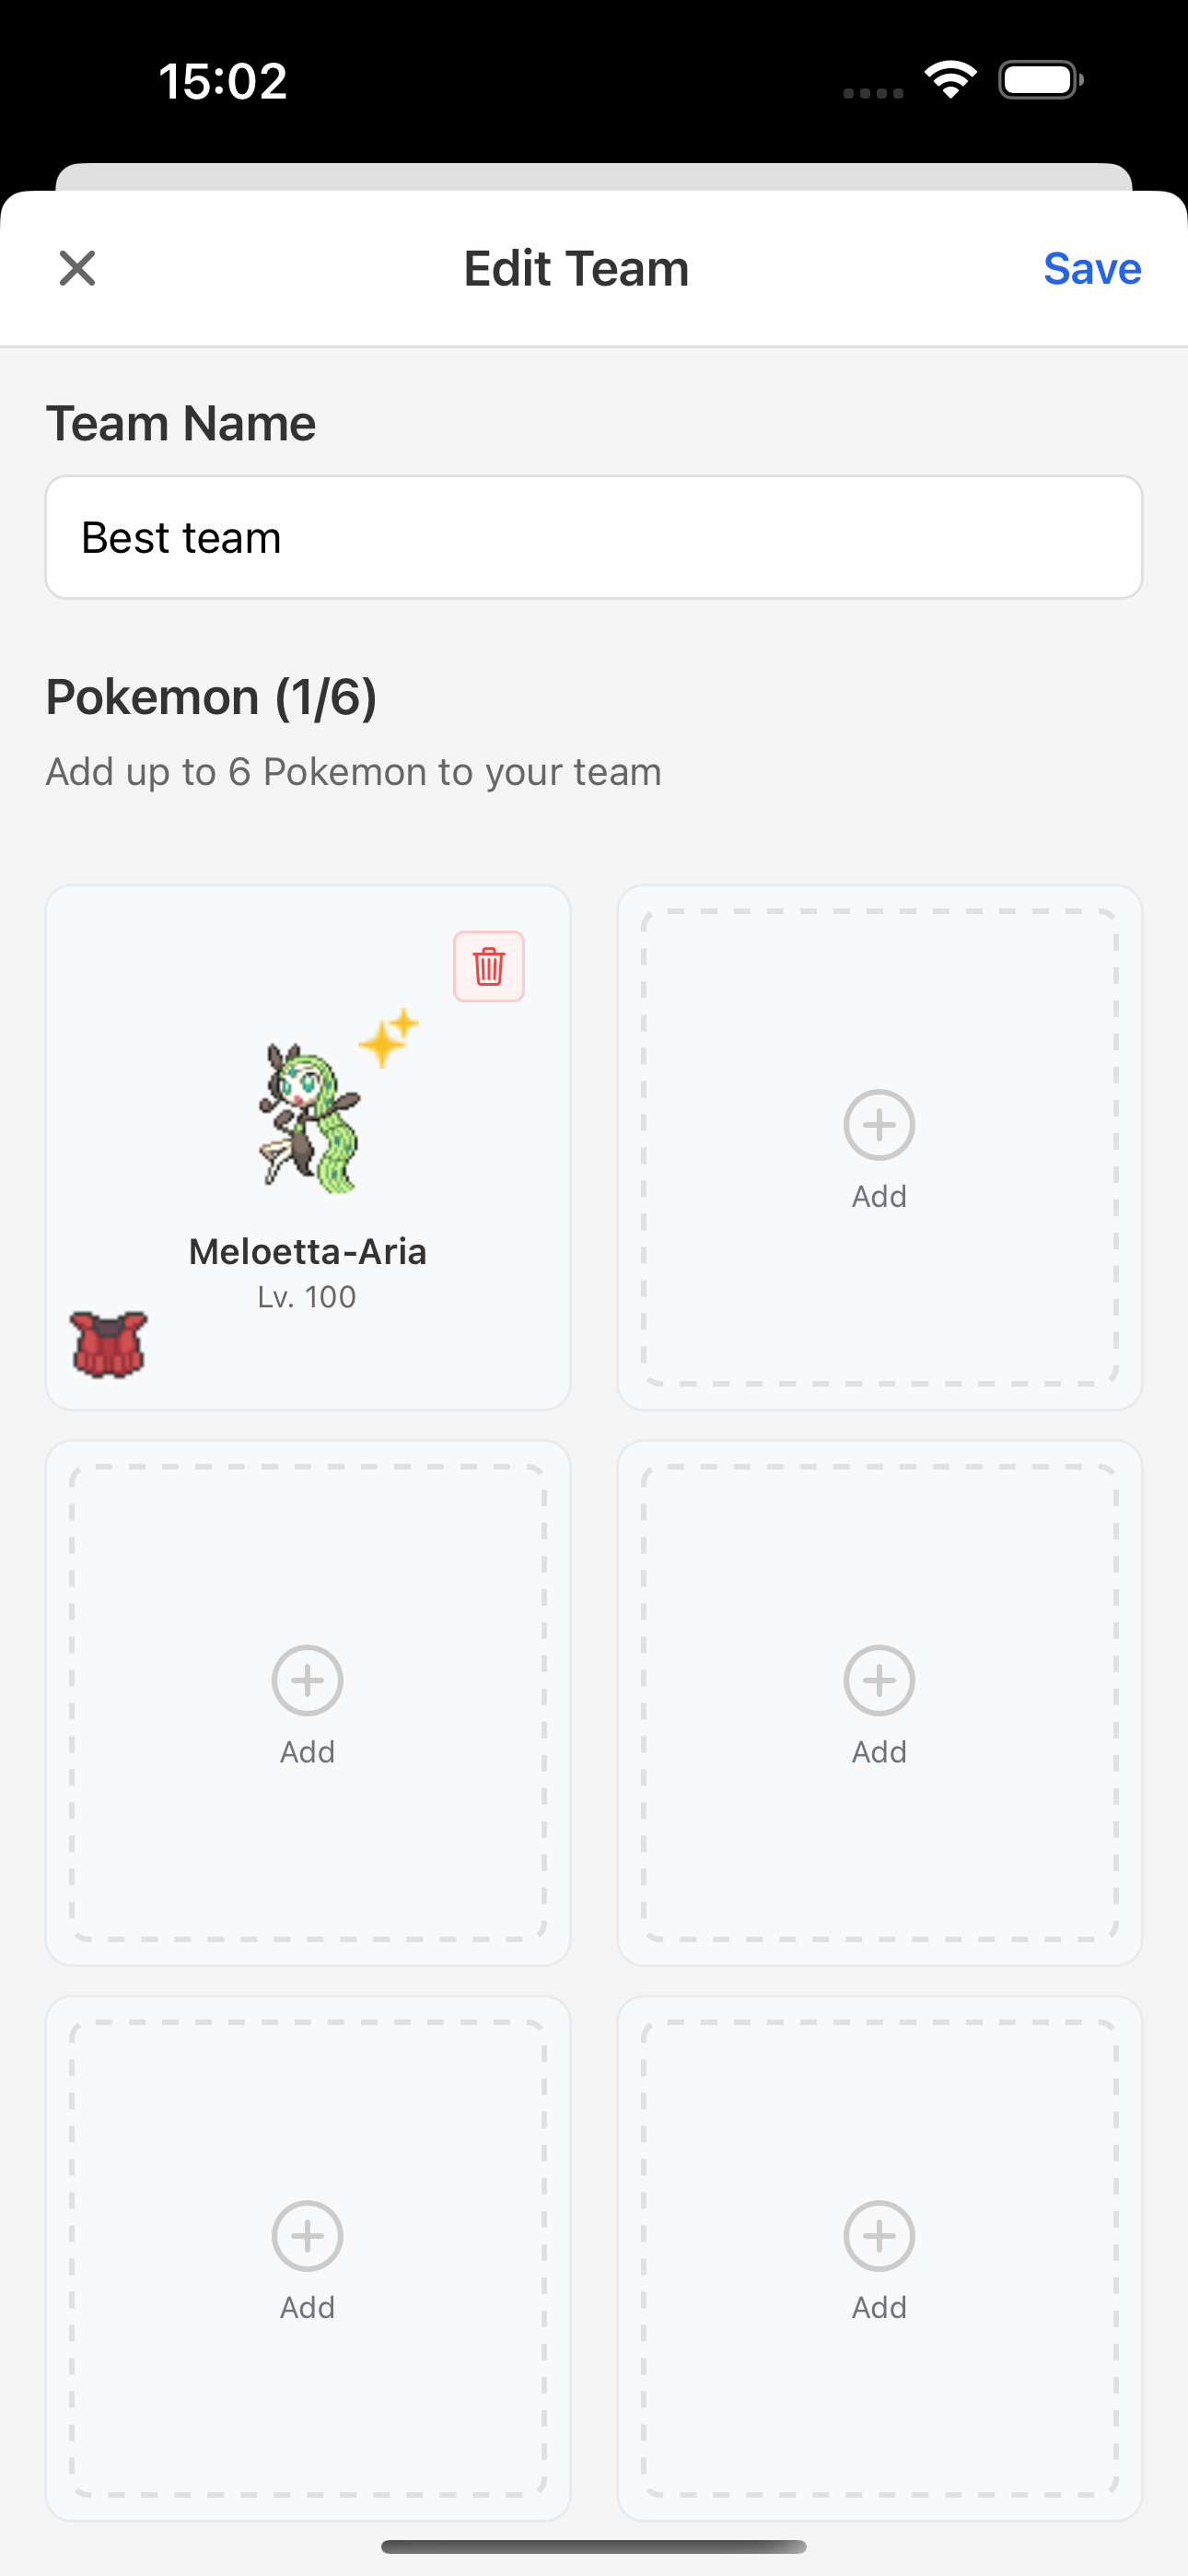 15:02
Edit Team
Save
Team Name
Best team
Pokemon (1/6)
Add up to 6 Pokemon to your team
Meloetta-Aria
Lv. 100
Add
Add
Add
Add
Add